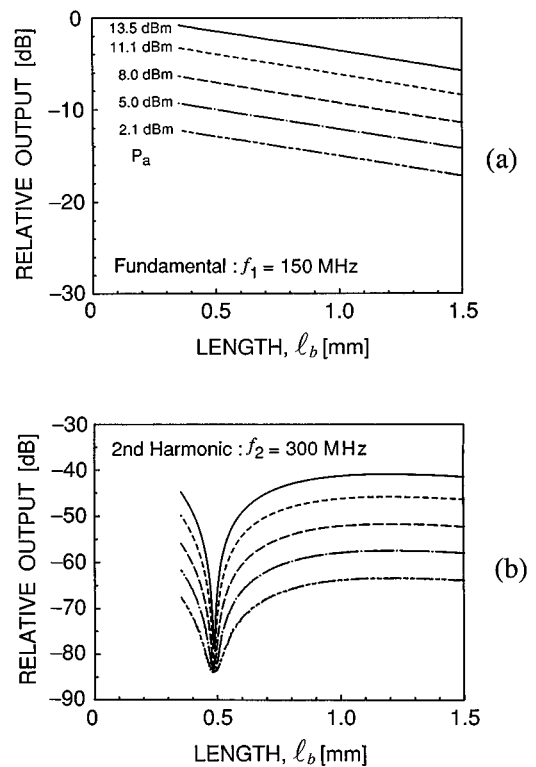 0
13.5 dBm
11.1 dBm
8.0 dBm
5.0 dBm
2.1 dBm
Pa
–10
–20
–30
RELATIVE OUTPUT [dB]
Fundamental : f1 = 150 MHz
0
0.5
1.0
1.5
LENGTH, ℓb [mm]
(a)
–30
–40
–50
–60
–70
–80
–90
RELATIVE OUTPUT [dB]
2nd Harmonic : f2 = 300 MHz
0
0.5
1.0
1.5
LENGTH, ℓb [mm]
(b)